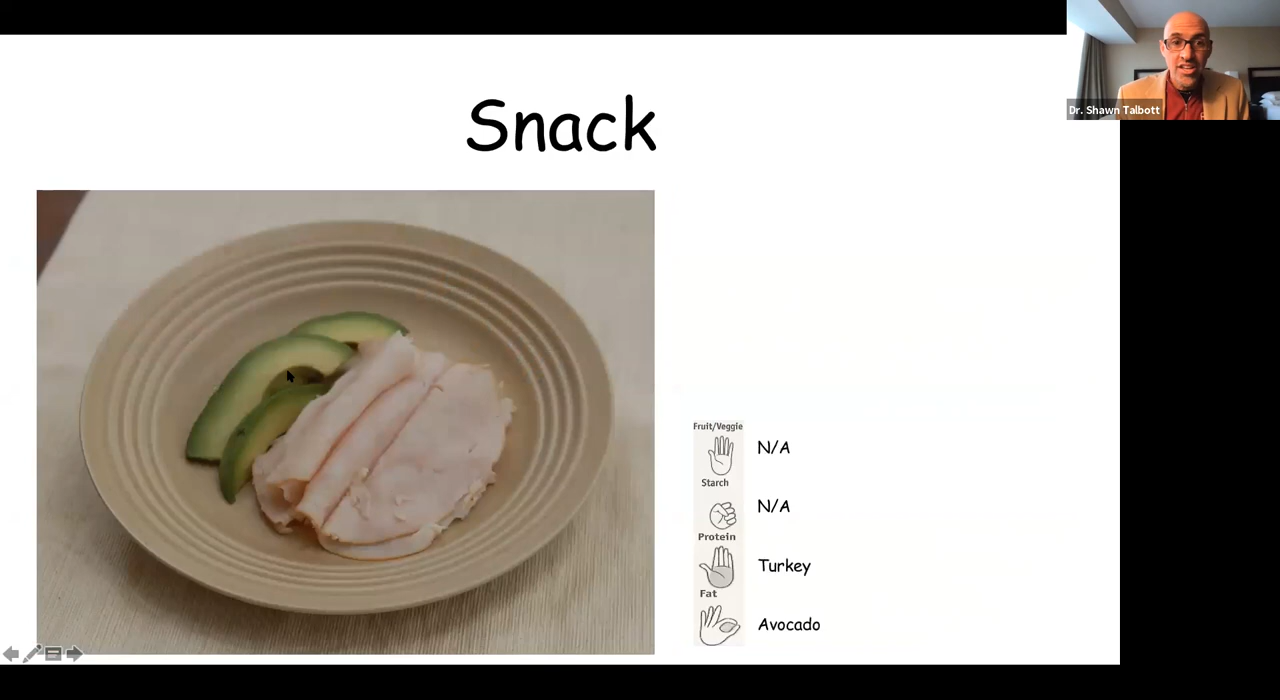 Dr. Shawn Talbott
Snack
Fruit/Veggie
N/A
Starch
N/A
Protein
Turkey
Fat
Avocado